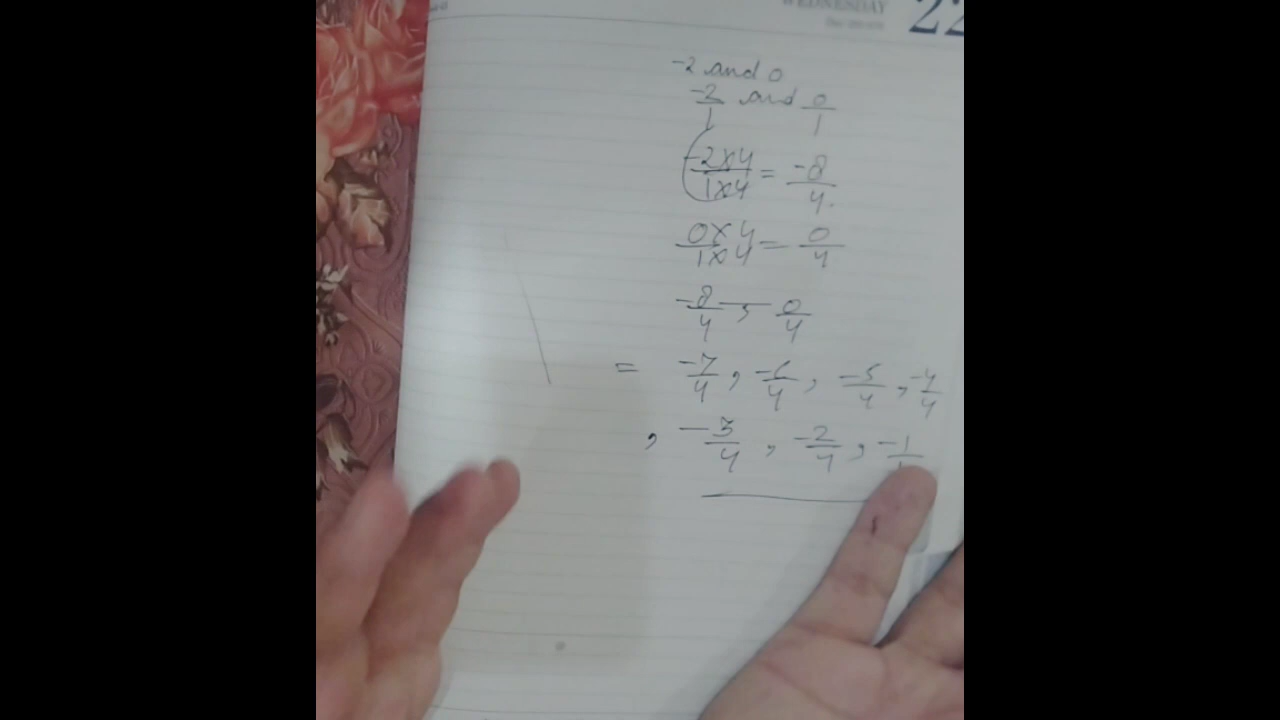 WEDNESDAY 22
-2 and 0
-2/1 and 0/1
(-2×4/1×4 = -8/4.
0×4/1×4 = 0/4
-8/4 , 0/4
= -7/4, -6/4, -5/4, -4/4
, -3/4, -2/4, -1/